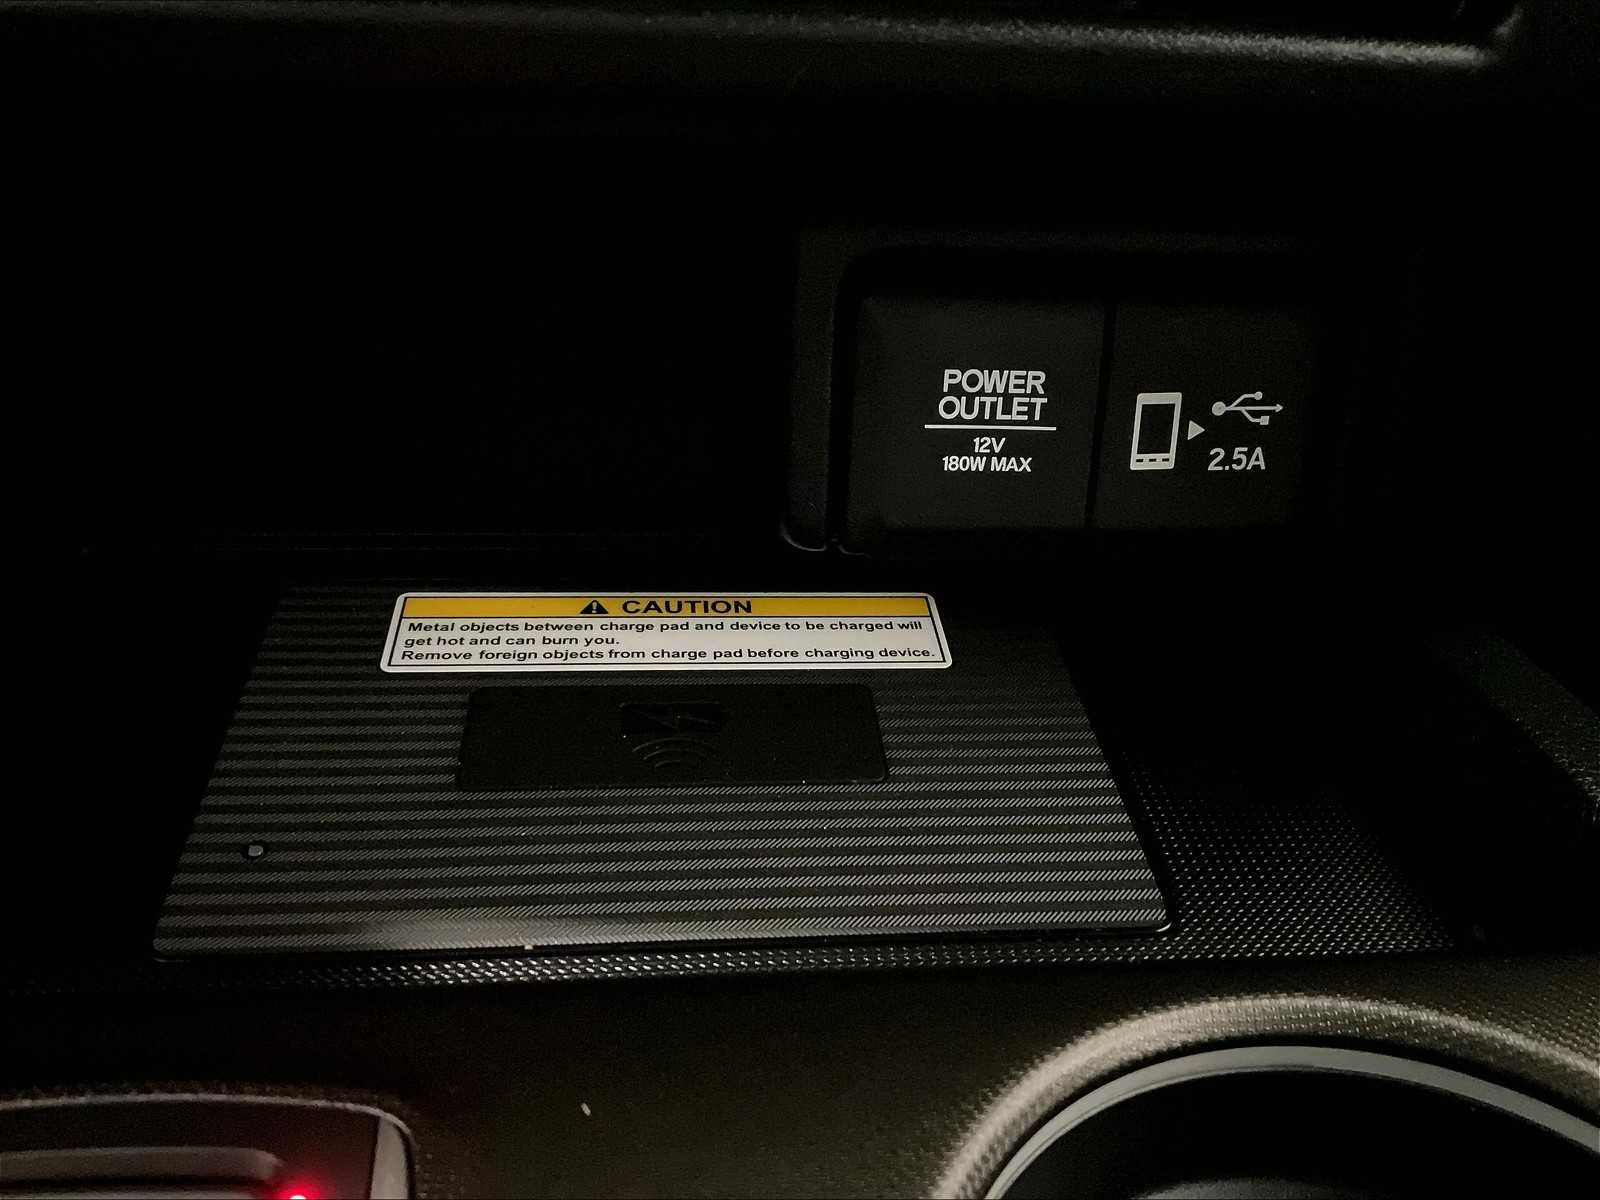 POWER
OUTLET
12V
180W MAX
2.5A
CAUTION
Metal objects between charge pad and device to be charged will
get hot and can burn you.
Remove foreign objects from charge pad before charging device.